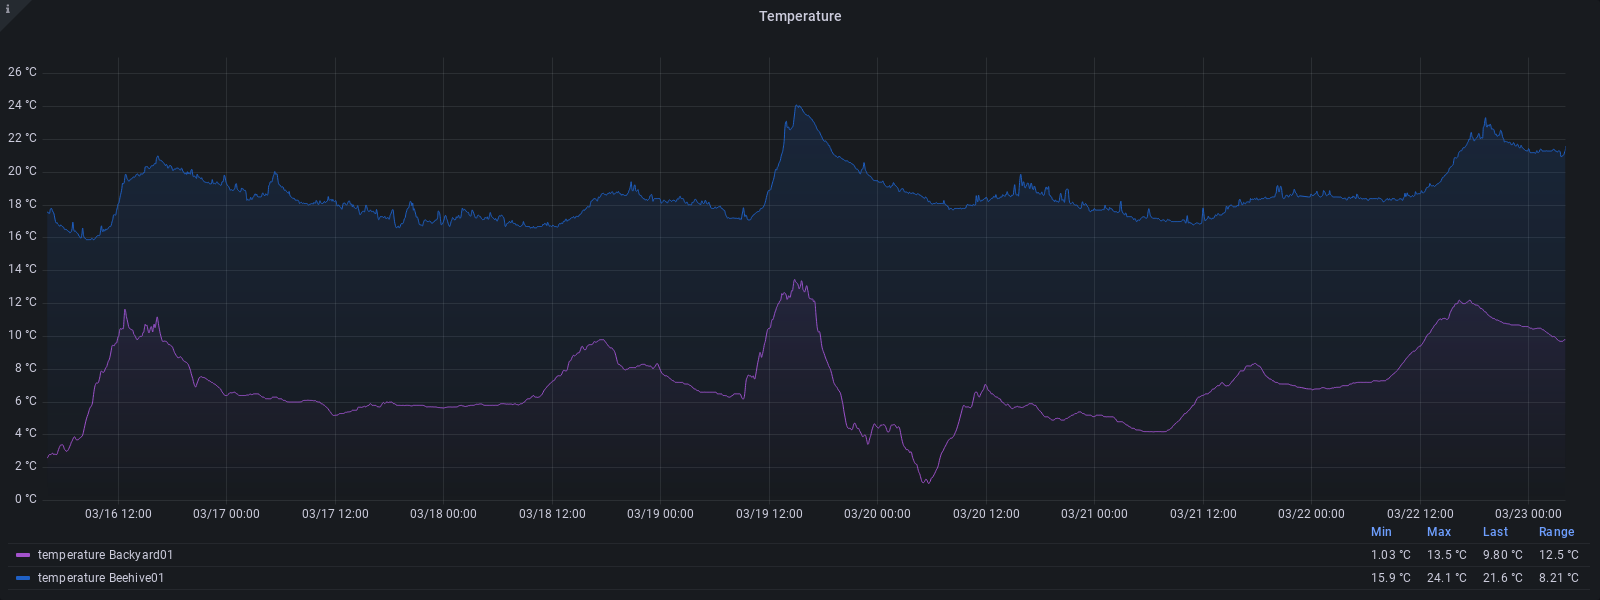 i
Temperature
26 °C
24 °C
22 °C
20 °C
18 °C
16 °C
14 °C
12 °C
10 °C
8 °C
6 °C
4 °C
2 °C
0 °C
03/16 12:00 03/17 00:00 03/17 12:00 03/18 00:00 03/18 12:00 03/19 00:00 03/19 12:00 03/20 00:00 03/20 12:00 03/21 00:00 03/21 12:00 03/22 00:00 03/22 12:00 03/23 00:00
Min Max Last Range
temperature Backyard01 1.03 °C 13.5 °C 9.80 °C 12.5 °C
temperature Beehive01 15.9 °C 24.1 °C 21.6 °C 8.21 °C